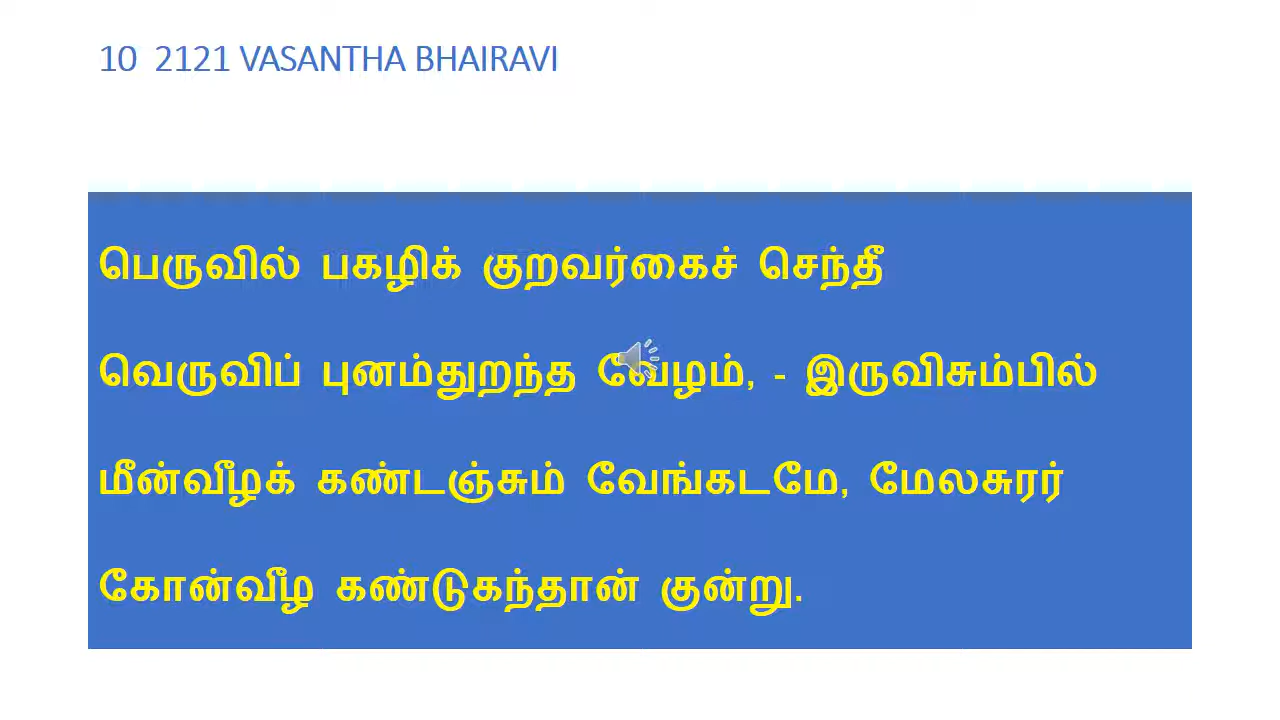 10 2121 VASANTHA BHAIRAVI
பெருவில் பகழிக் குறவர்கைச் செந்தீ
வெருவிப் புனம்துறந்த வேழம், - இருவிசும்பில்
மீன்வீழக் கண்டஞ்சும் வேங்கடமே, மேலசுரர்
கோன்வீழ கண்டுகந்தான் குன்று.